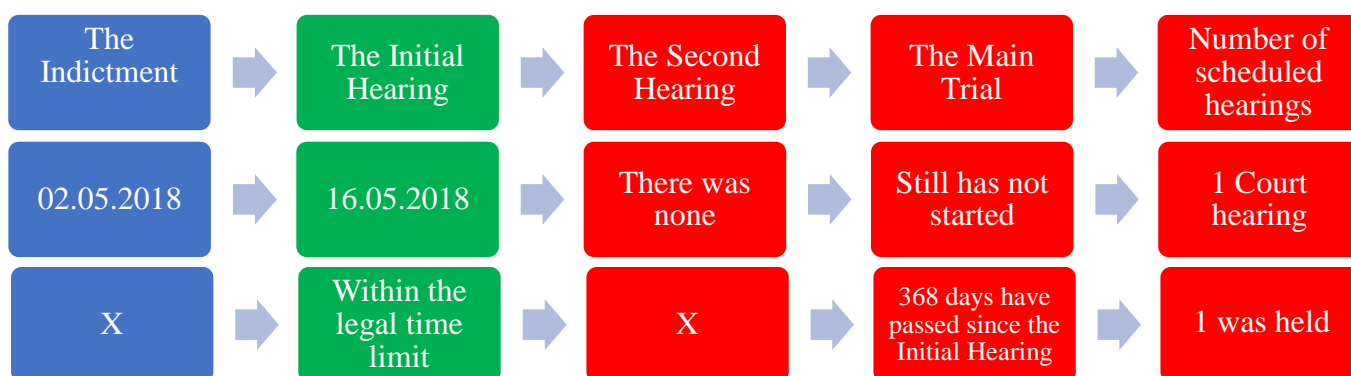 The
Indictment
The Initial
Hearing
The Second
Hearing
The Main
Trial
Number of
scheduled
hearings
02.05.2018
16.05.2018
There was
none
Still has not
started
1 Court
hearing
X
Within the
legal time
limit
X
368 days have
passed since the
Initial Hearing
1 was held